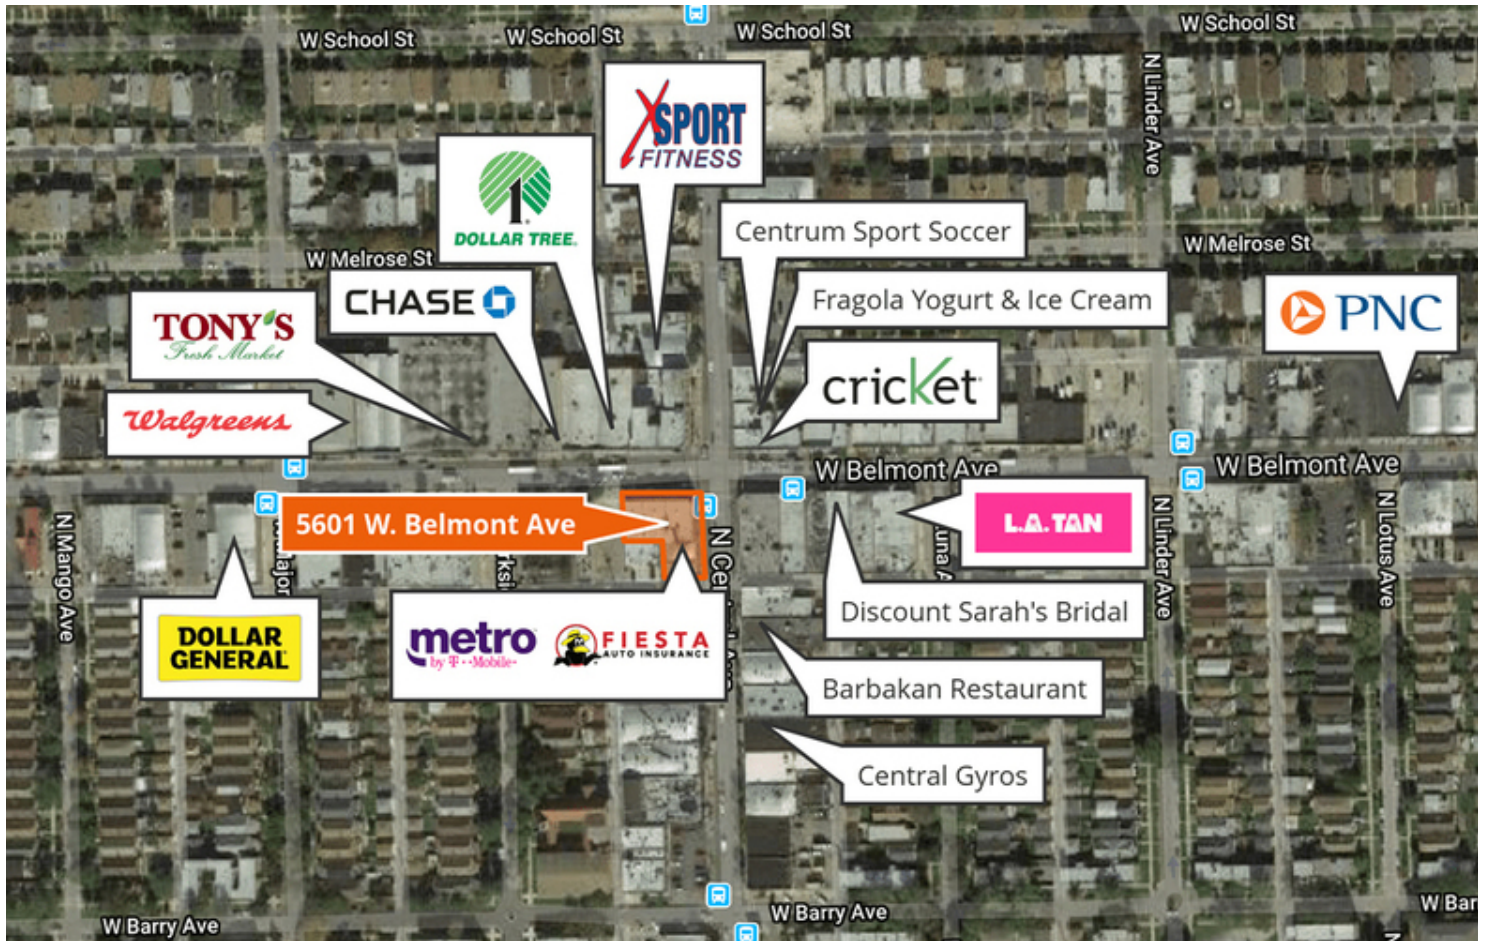 W School St
W School St
W School St
W School St
N Linder Ave
XSPORT
FITNESS
1
DOLLAR TREE
Centrum Sport Soccer
W Melrose St
W Melrose St
CHASE
Fragola Yogurt & Ice Cream
PNC
TONY'S
Fresh Market
cricket
Walgreens
W Belmont Ave
W Belmont Ave
5601 W. Belmont Ave
L.A. TAN
N Mango Ave
N Linder Ave
N Lotus Ave
DOLLAR
GENERAL
metro
by T-Mobile
FIESTA
AUTO INSURANCE
Discount Sarah's Bridal
Barbakan Restaurant
Central Gyros
W Barry Ave
W Barry Ave
W Bar